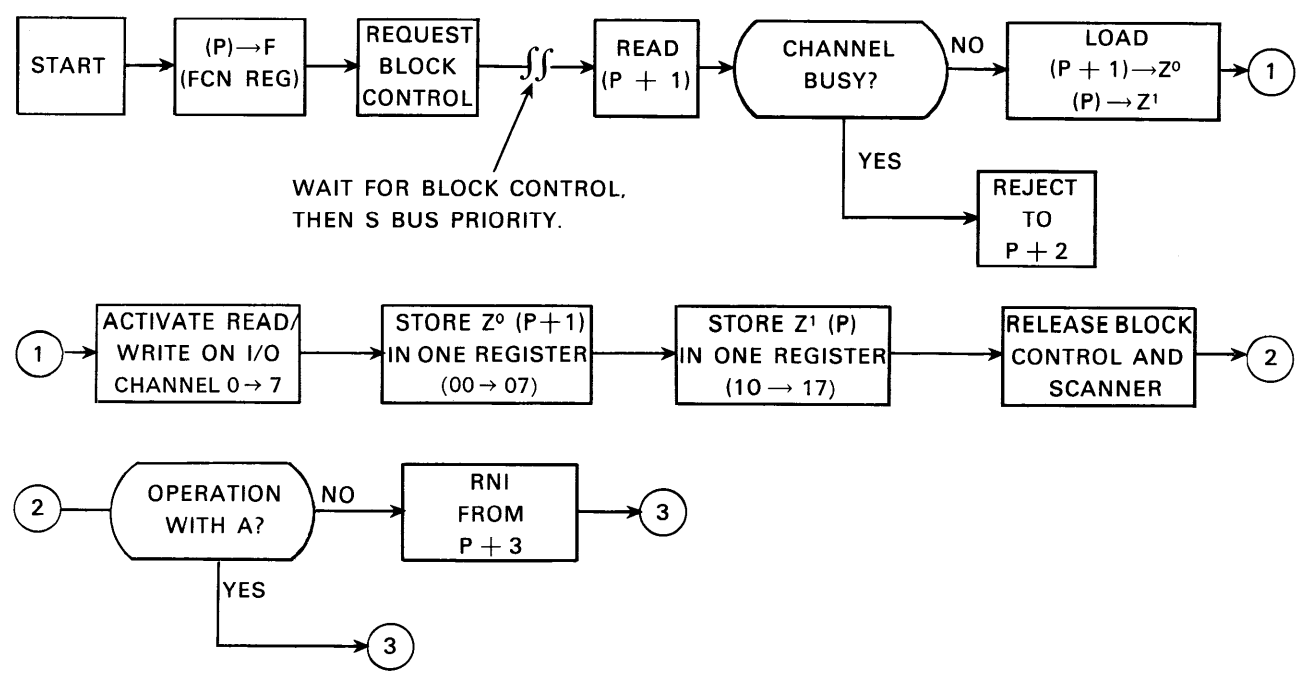 START
(P)→F
(FCN REG)
REQUEST
BLOCK
CONTROL
READ
(P + 1)
CHANNEL
BUSY?
NO
LOAD
(P + 1)→Z⁰
(P) → Z¹
1
WAIT FOR BLOCK CONTROL,
THEN S BUS PRIORITY.
YES
REJECT
TO
P + 2
1
ACTIVATE READ/
WRITE ON I/O
CHANNEL 0→7
STORE Z⁰ (P+1)
IN ONE REGISTER
(00→07)
STORE Z¹ (P)
IN ONE REGISTER
(10→17)
RELEASE BLOCK
CONTROL AND
SCANNER
2
2
OPERATION
WITH A?
NO
RNI
FROM
P + 3
3
YES
3